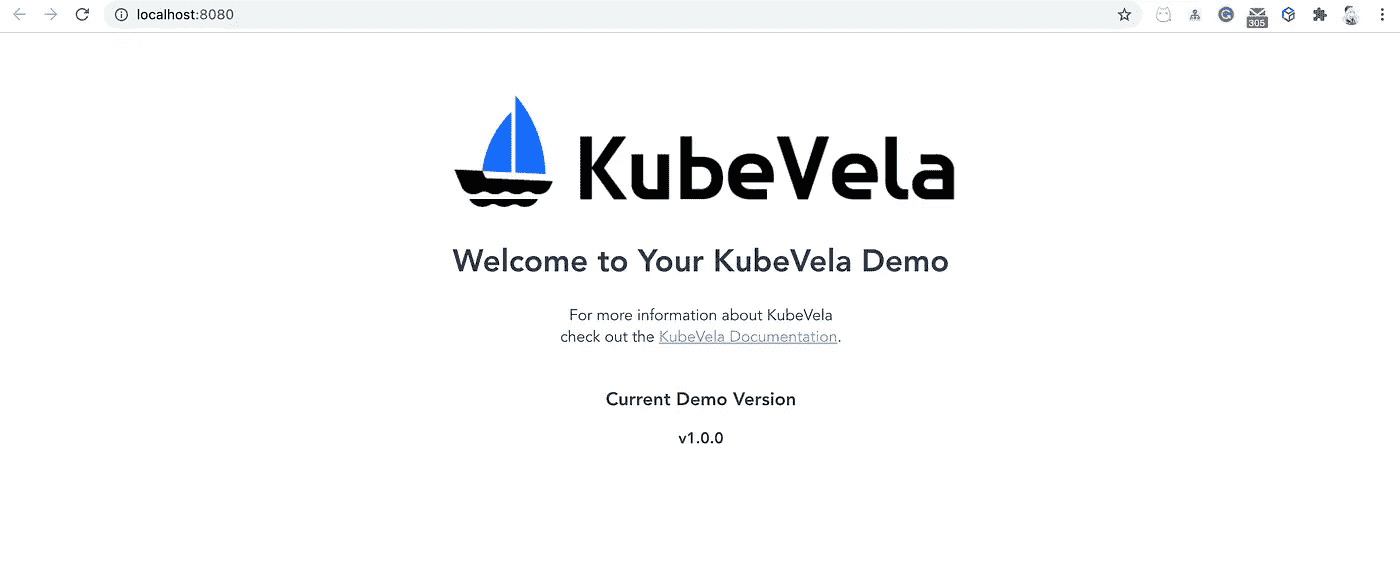 localhost:8080
305
KubeVela
Welcome to Your KubeVela Demo
For more information about KubeVela
check out the KubeVela Documentation.
Current Demo Version
v1.0.0